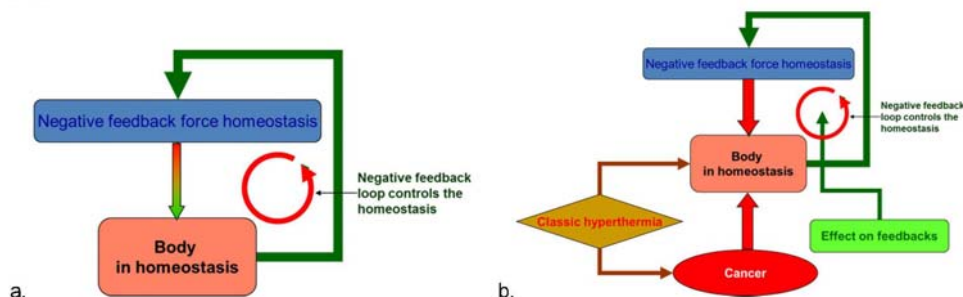 Negative feedback force homeostasis
Negative feedback
loop controls the
homeostasis
Body
in homeostasis
a.
Negative feedback force homeostasis
Negative feedback
loop controls the
homeostasis
Body
in homeostasis
Classic hyperthermia
Effect on feedbacks
Cancer
b.